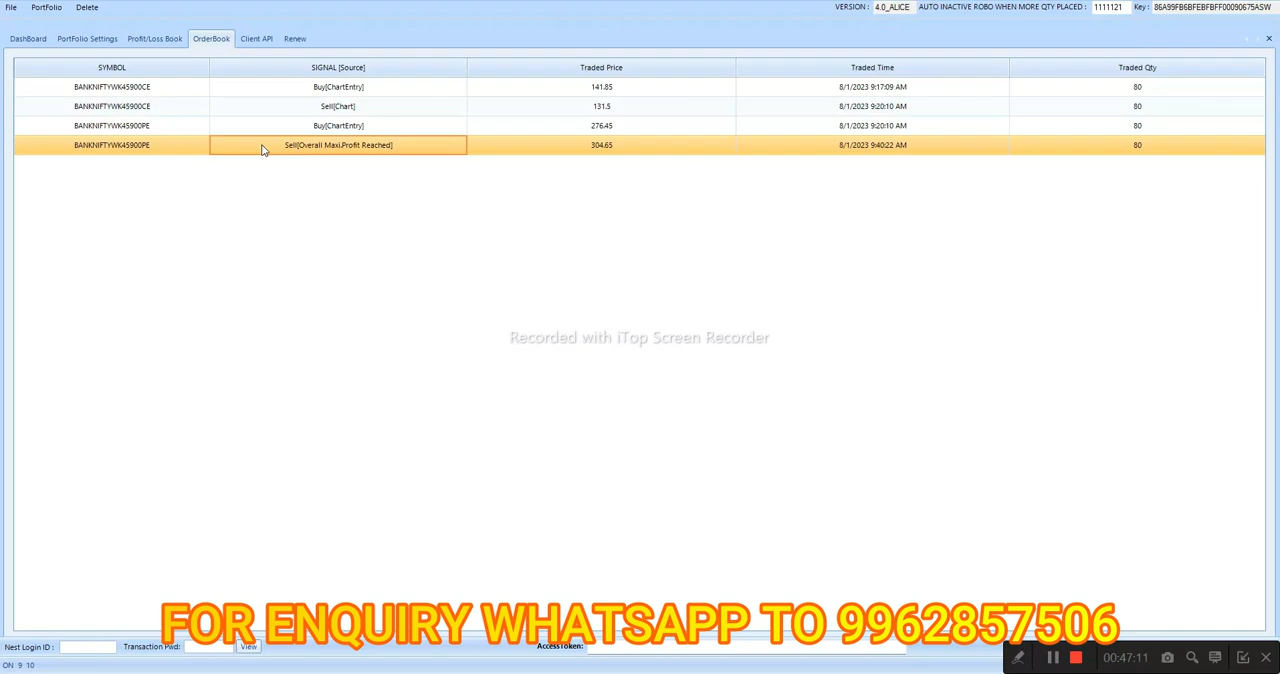 File PortFolio Delete VERSION : 4.0_ALICE AUTO INACTIVE ROBO WHEN MORE QTY PLACED : 1111121 Key : 86A99FB6BFEBFBFF00090675ASW
DashBoard PortFolio Settings Profit/Loss Book OrderBook Client API Renew
SYMBOL SIGNAL [Source] Traded Price Traded Time Traded Qty
BANKNIFTYWK45900CE Buy[ChartEntry] 141.85 8/1/2023 9:17:09 AM 80
BANKNIFTYWK45900CE Sell[Chart] 131.5 8/1/2023 9:20:10 AM 80
BANKNIFTYWK45900PE Buy[ChartEntry] 276.45 8/1/2023 9:20:10 AM 80
BANKNIFTYWK45900PE Sell[Overall Maxi.Profit Reached] 304.65 8/1/2023 9:40:22 AM 80
Recorded with iTop Screen Recorder
FOR ENQUIRY WHATSAPP TO 9962857506
Nest Login ID : Transaction Pwd: View AccessToken:
00:47:11
ON 9 10